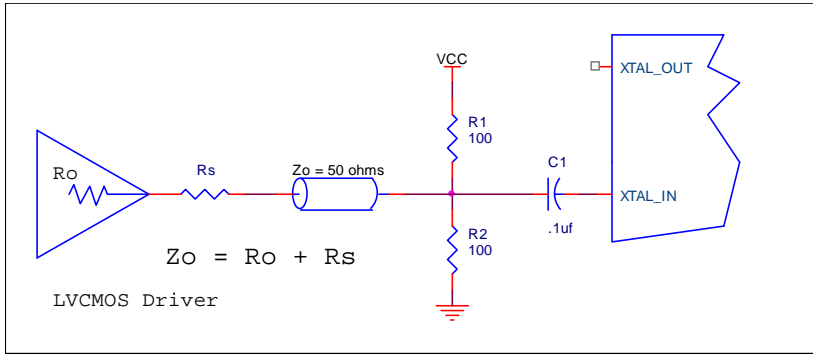 VCC
XTAL_OUT
R1
100
Ro
Rs
Zo = 50 ohms
C1
XTAL_IN
.1uf
R2
100
Zo = Ro + Rs
LVCMOS Driver